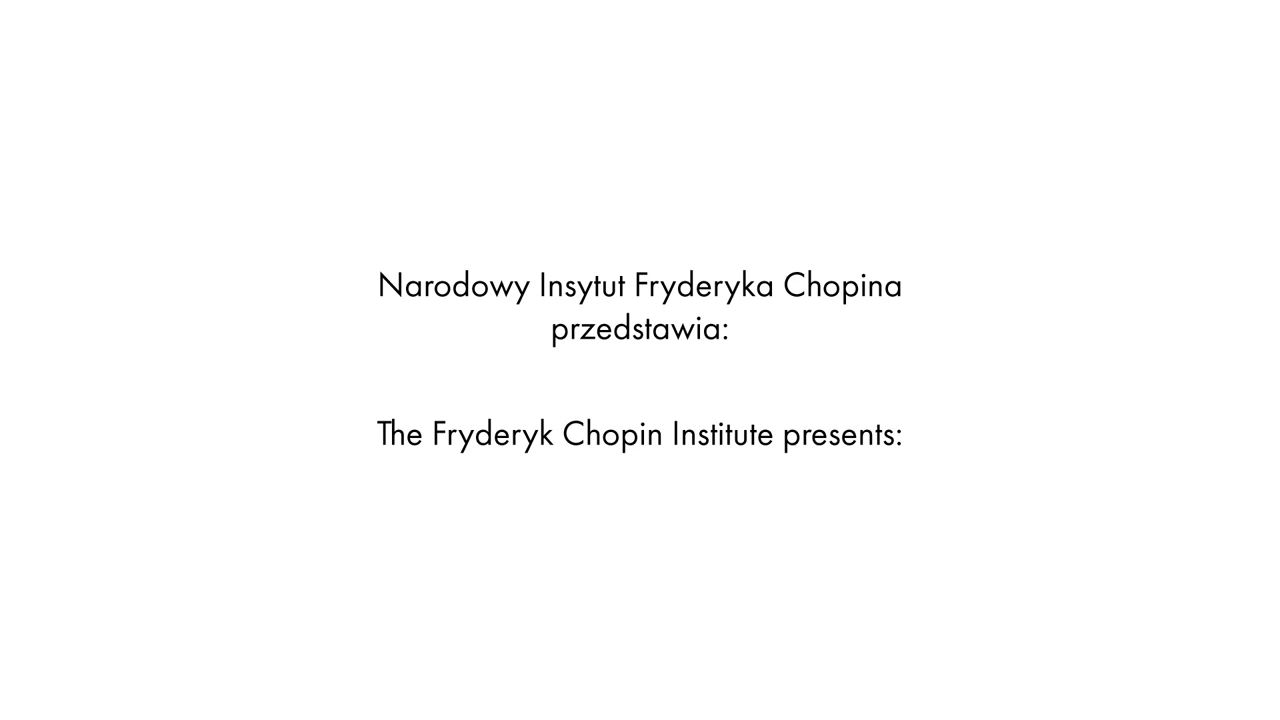 Narodowy Insytut Fryderyka Chopina
przedstawia:
The Fryderyk Chopin Institute presents: